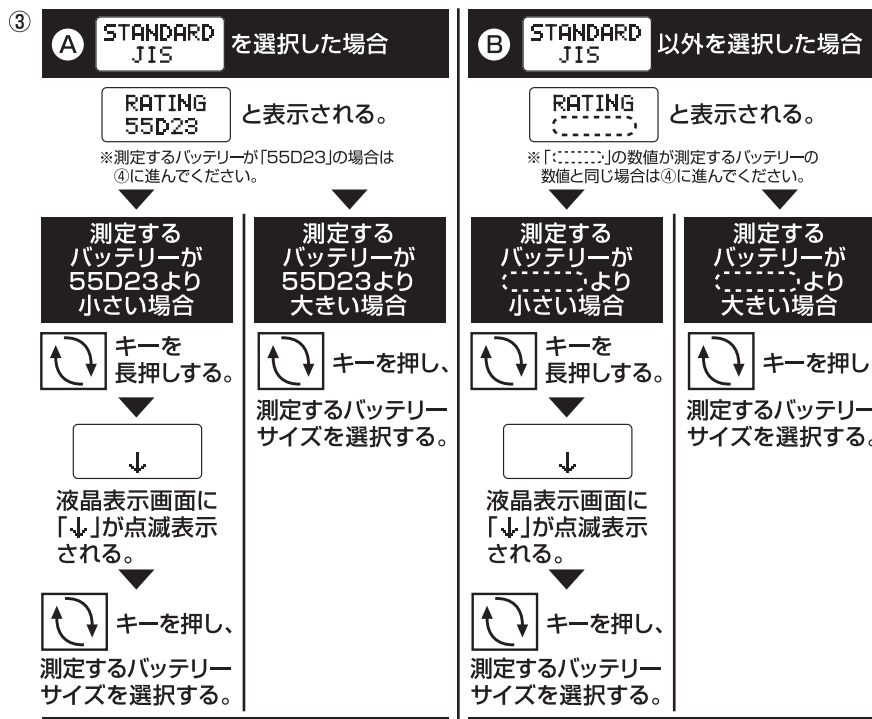 ③
A STANDARD JIS を選択した場合
RATING
55D23
と表示される。
※測定するバッテリーが「55D23」の場合は
④に進んでください。
測定する
バッテリーが
55D23より
小さい場合
キーを
長押しする。
↓
液晶表示画面に
「↓」が点滅表示
される。
キーを押し、
測定するバッテリー
サイズを選択する。
測定する
バッテリーが
55D23より
大きい場合
キーを押し、
測定するバッテリー
サイズを選択する。
B STANDARD JIS 以外を選択した場合
RATING
と表示される。
※「 」の数値が測定するバッテリーの
数値と同じ場合は④に進んでください。
測定する
バッテリーが
より
小さい場合
キーを
長押しする。
↓
液晶表示画面に
「↓」が点滅表示
される。
キーを押し、
測定するバッテリー
サイズを選択する。
測定する
バッテリーが
より
大きい場合
キーを押し
測定するバッテリー
サイズを選択する。